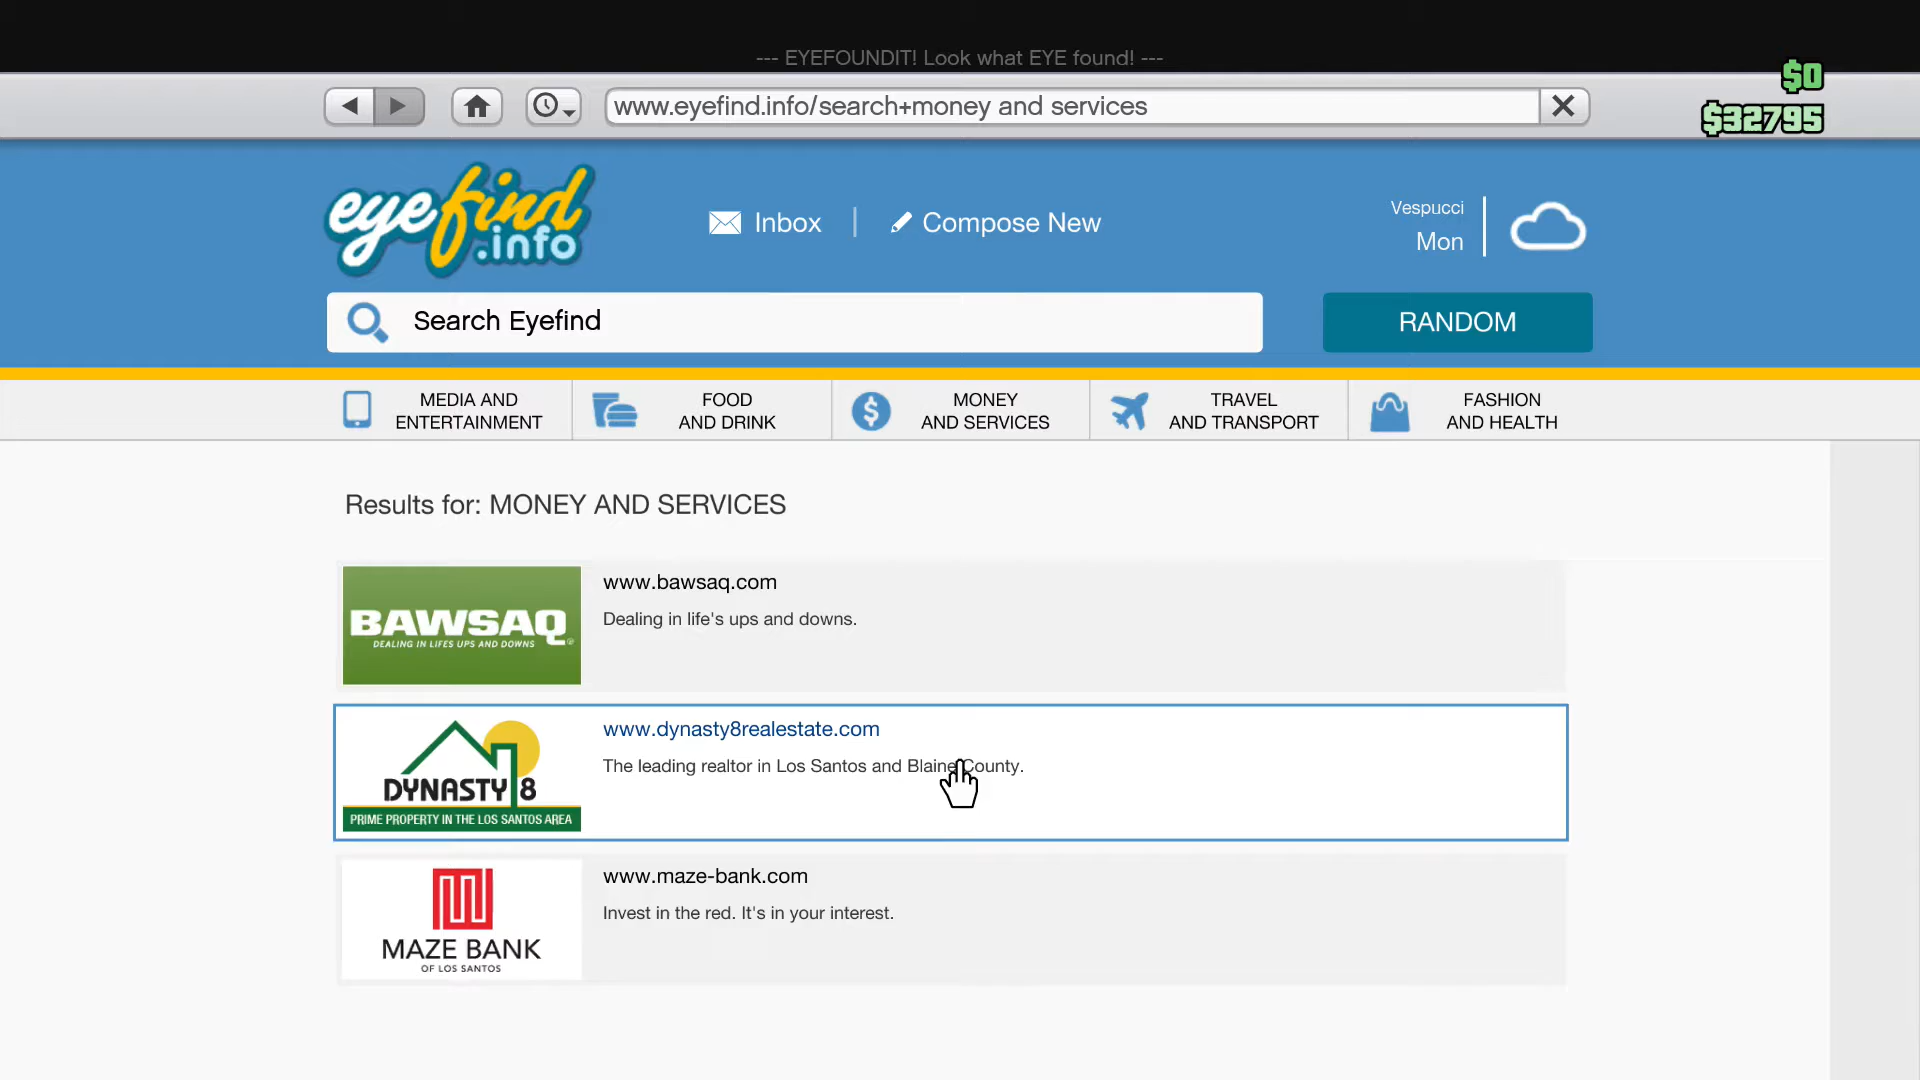 --- EYEFOUNDIT! Look what EYE found! ---
$0
www.eyefind.info/search+money and services
$32795
eyefind
.info
Inbox
Compose New
Vespucci
Mon
Search Eyefind
RANDOM
MEDIA AND
ENTERTAINMENT
FOOD
AND DRINK
MONEY
AND SERVICES
TRAVEL
AND TRANSPORT
FASHION
AND HEALTH
Results for: MONEY AND SERVICES
BAWSAQ
DEALING IN LIFES UPS AND DOWNS
www.bawsaq.com
Dealing in life's ups and downs.
DYNASTY 8
PRIME PROPERTY IN THE LOS SANTOS AREA
www.dynasty8realestate.com
The leading realtor in Los Santos and Blaine County.
MAZE BANK
OF LOS SANTOS
www.maze-bank.com
Invest in the red. It's in your interest.